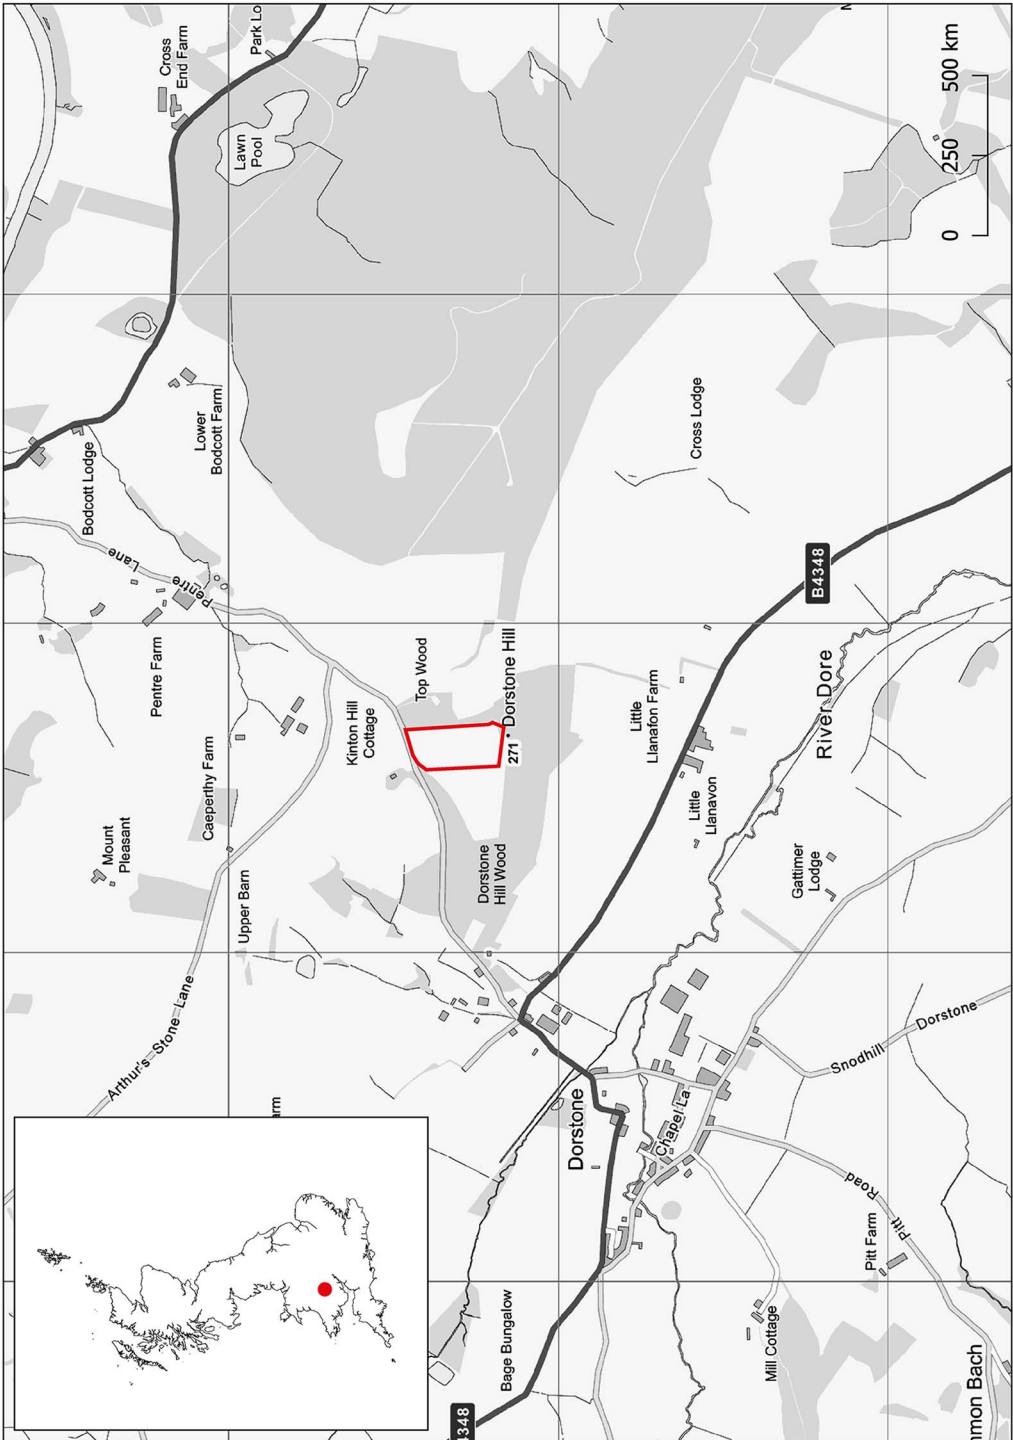 Cross
End Farm
Park Lo
Lawn
Pool
0
250
500 km
Lower
Bodcott Farm
Bodcott Lodge
Pentre Lane
Cross Lodge
Pentre Farm
Top Wood
Kinton Hill
Cottage
Dorstone Hill
271
B4348
Caeperthy Farm
Little
Llanafon Farm
River Dore
Mount
Pleasant
Upper Barn
Dorstone
Hill Wood
Little
Llanavon
Gattimer
Lodge
Arthur's Stone Lane
Snodhill Dorstone
arm
Dorstone
Chapel La
Pitt Road
Pitt Farm
Bage Bungalow
Mill Cottage
mmon Bach
4348